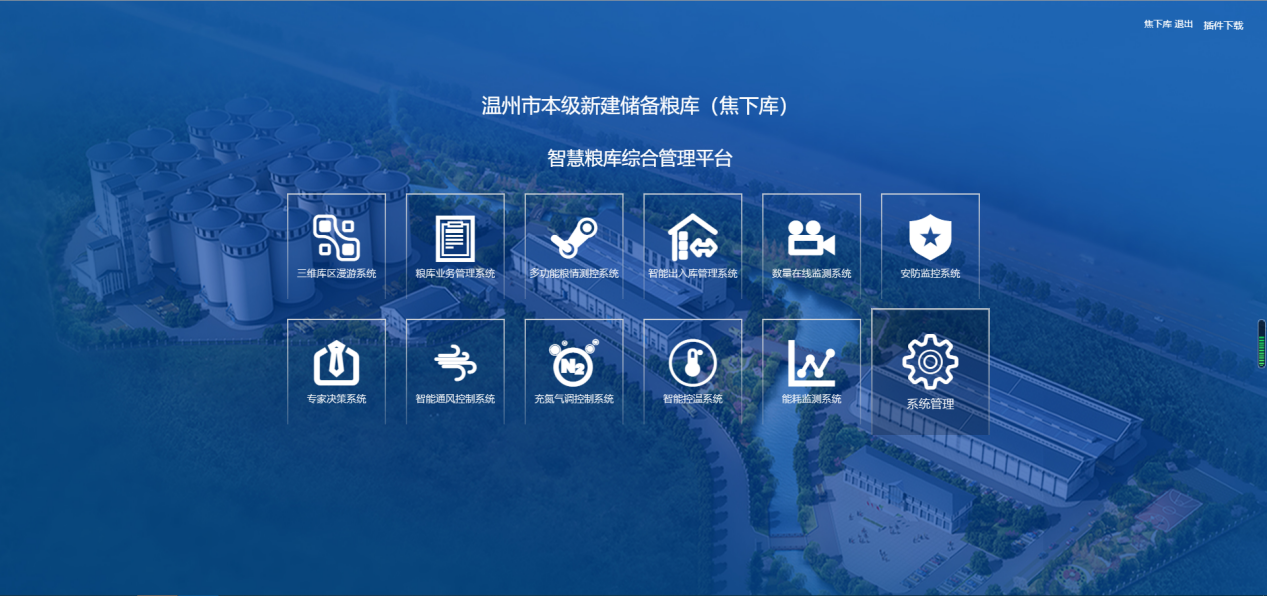 焦下库 退出 插件下载
温州市本级新建储备粮库（焦下库）
智慧粮库综合管理平台
三维库区漫游系统 粮库业务管理系统 多功能粮情测控系统 智能出入库管理系统 数量在线监测系统 安防监控系统
N2
专家决策系统 智能通风控制系统 充氮气调控制系统 智能控温系统 能耗监测系统 系统管理